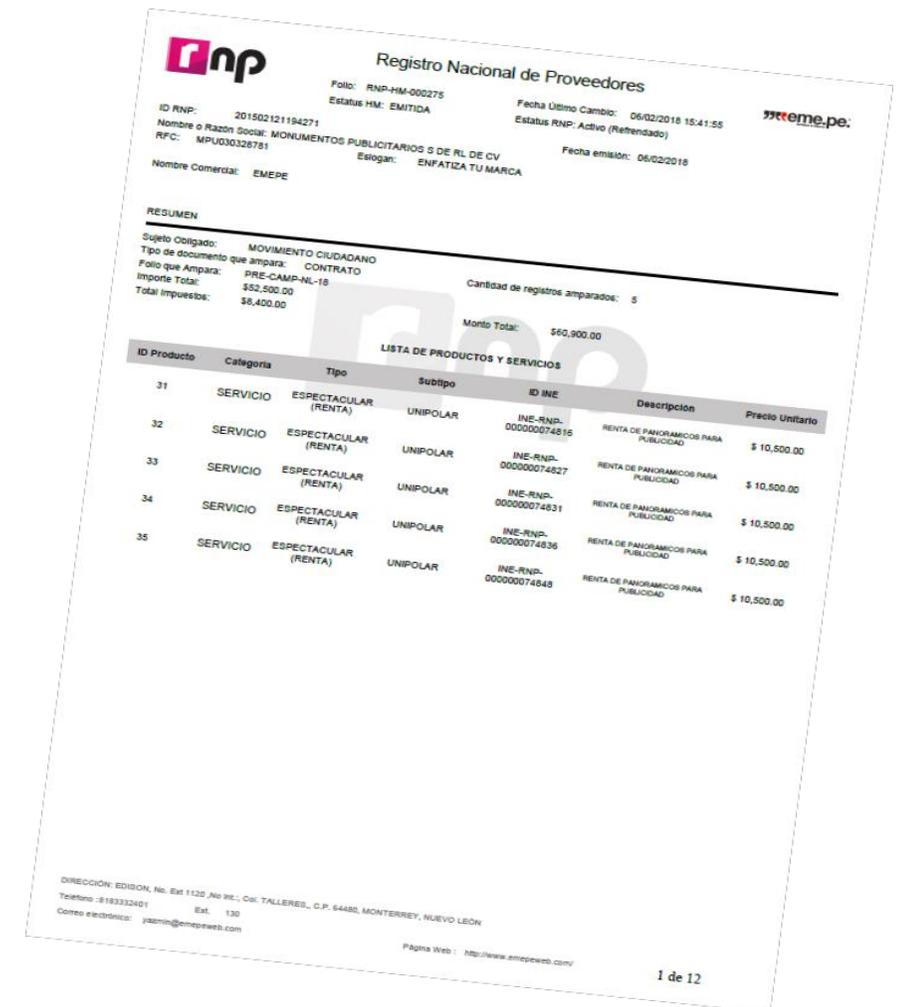 rnp
Registro Nacional de Proveedores
eme.pe.
Folio: RNP-HM-000275
Fecha Último Cambio: 06/02/2018 15:41:55
Estatus HM: EMITIDA
Estatus RNP: Activo (Refrendado)
ID RNP: 201502121194271
Nombre o Razón Social: MONUMENTOS PUBLICITARIOS S DE RL DE CV
Fecha emisión: 06/02/2018
RFC: MPU030328781
Eslogan: ENFATIZA TU MARCA
Nombre Comercial: EMEPE
RESUMEN
Sujeto Obligado: MOVIMIENTO CIUDADANO
Tipo de documento que ampara: CONTRATO
Cantidad de registros amparados: 5
Folio que Ampara: PRE-CAMP-NL-18
Importe Total: $52,500.00
Total Impuestos: $8,400.00
Monto Total: $60,900.00
LISTA DE PRODUCTOS Y SERVICIOS
ID Producto Categoria Tipo Subtipo ID INE Descripción Precio Unitario
31 SERVICIO ESPECTACULAR (RENTA) UNIPOLAR INE-RNP-000000074816 RENTA DE PANORAMICOS PARA PUBLICIDAD $ 10,500.00
32 SERVICIO ESPECTACULAR (RENTA) UNIPOLAR INE-RNP-000000074827 RENTA DE PANORAMICOS PARA PUBLICIDAD $ 10,500.00
33 SERVICIO ESPECTACULAR (RENTA) UNIPOLAR INE-RNP-000000074831 RENTA DE PANORAMICOS PARA PUBLICIDAD $ 10,500.00
34 SERVICIO ESPECTACULAR (RENTA) UNIPOLAR INE-RNP-000000074836 RENTA DE PANORAMICOS PARA PUBLICIDAD $ 10,500.00
35 SERVICIO ESPECTACULAR (RENTA) UNIPOLAR INE-RNP-000000074848 RENTA DE PANORAMICOS PARA PUBLICIDAD $ 10,500.00
DIRECCIÓN: EDISON, No. Ext 1120 ,No Int.:, Col. TALLERES,, C.P. 64480, MONTERREY, NUEVO LEÓN
Teléfono :8183332401 Ext. 130
Correo electrónico: yazmin@emepeweb.com
Página Web : http://www.emepeweb.com/
1 de 12